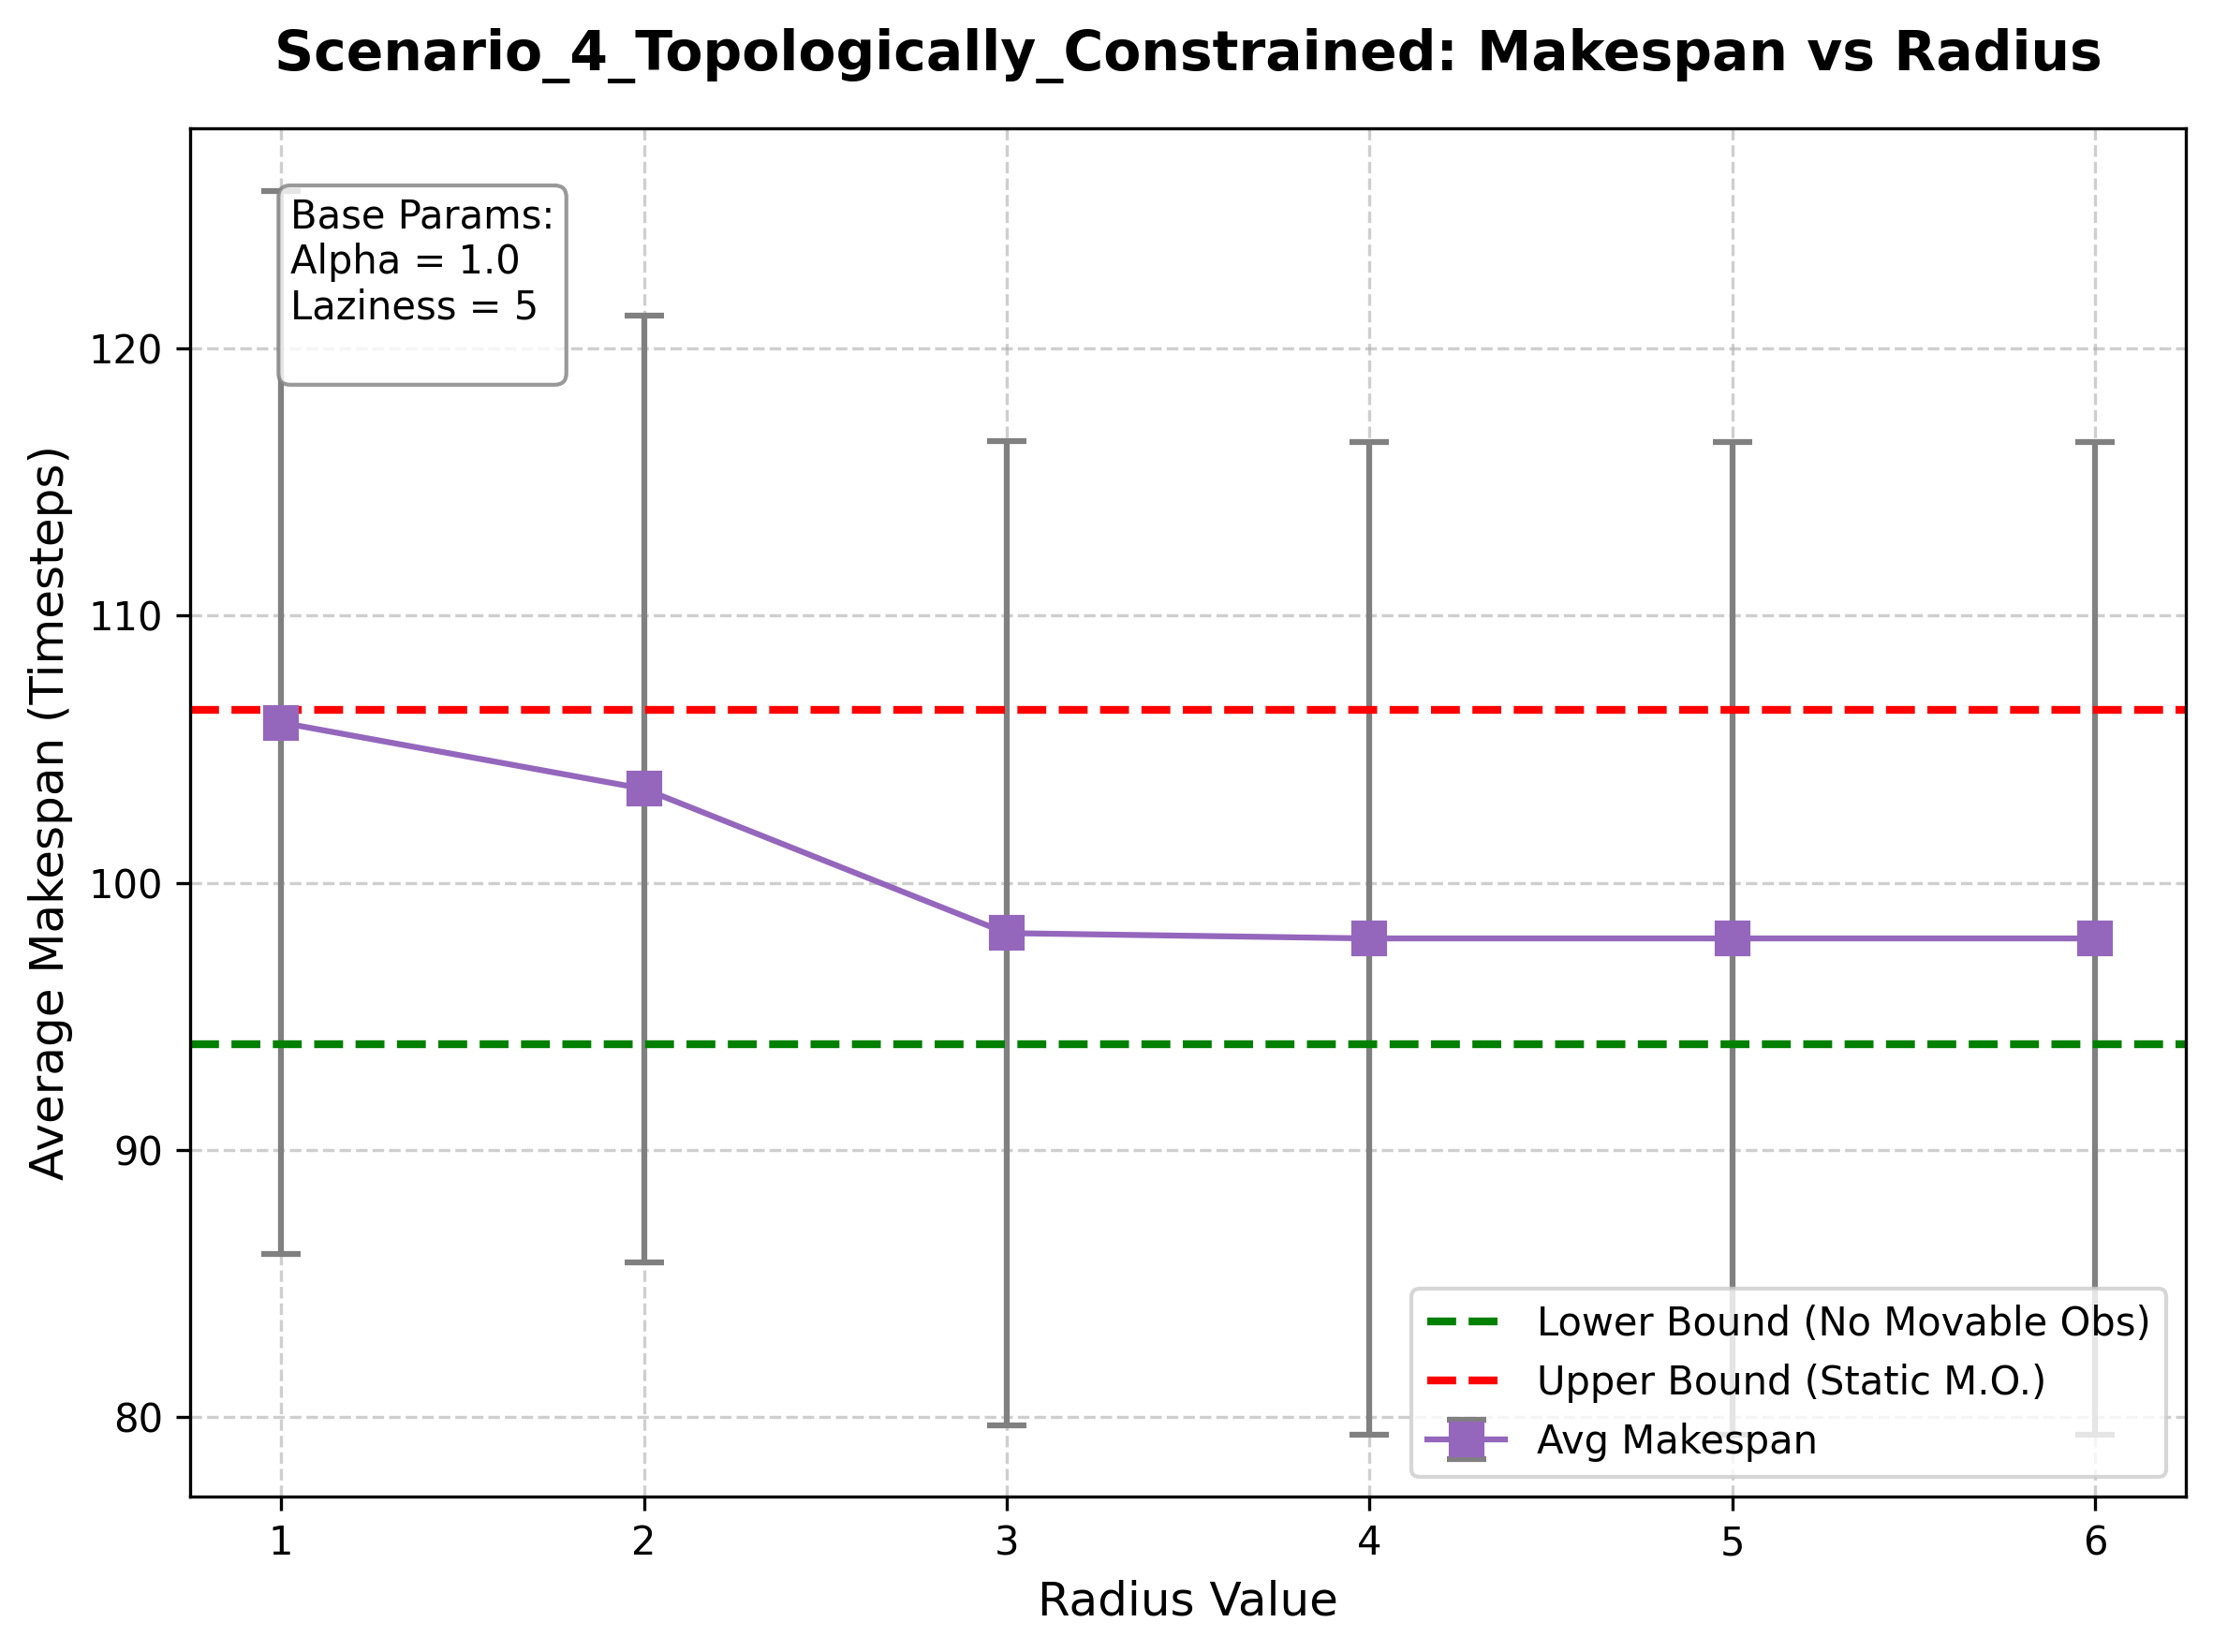 Scenario_4_Topologically_Constrained: Makespan vs Radius
Base Params:
Alpha = 1.0
Laziness = 5
Average Makespan (Timesteps)
120
110
100
90
80
Lower Bound (No Movable Obs)
Upper Bound (Static M.O.)
Avg Makespan
1 2 3 4 5 6
Radius Value